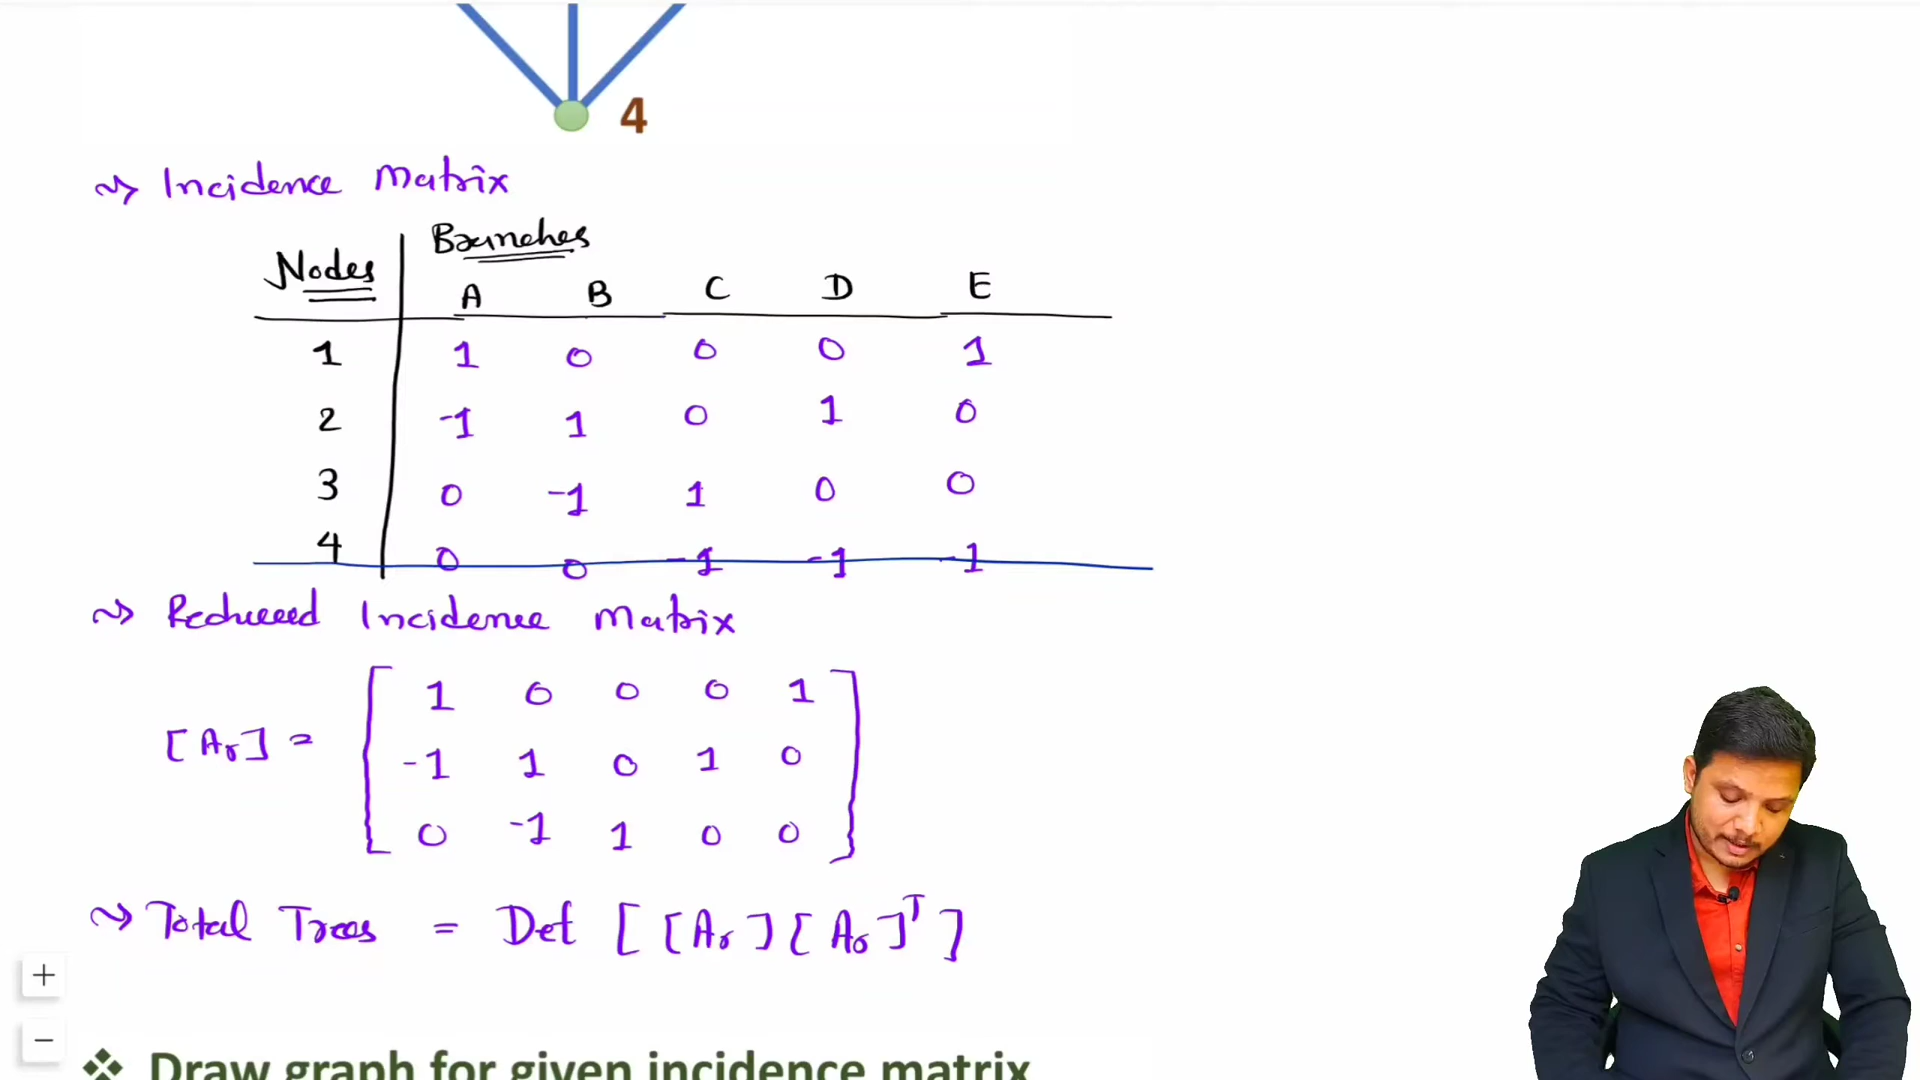 4
~> Incidence Matrix
Nodes Branches
A B C D E
1 1 0 0 0 1
2 -1 1 0 1 0
3 0 -1 1 0 0
4 0 0 -1 -1 -1
~> Reduced Incidence Matrix
[Ar] = [ 1 0 0 0 1
-1 1 0 1 0
0 -1 1 0 0 ]
~> Total Trees = Det [ [Ar] [Ar]ᵀ ]
+
−
❖ Draw graph for given incidence matrix